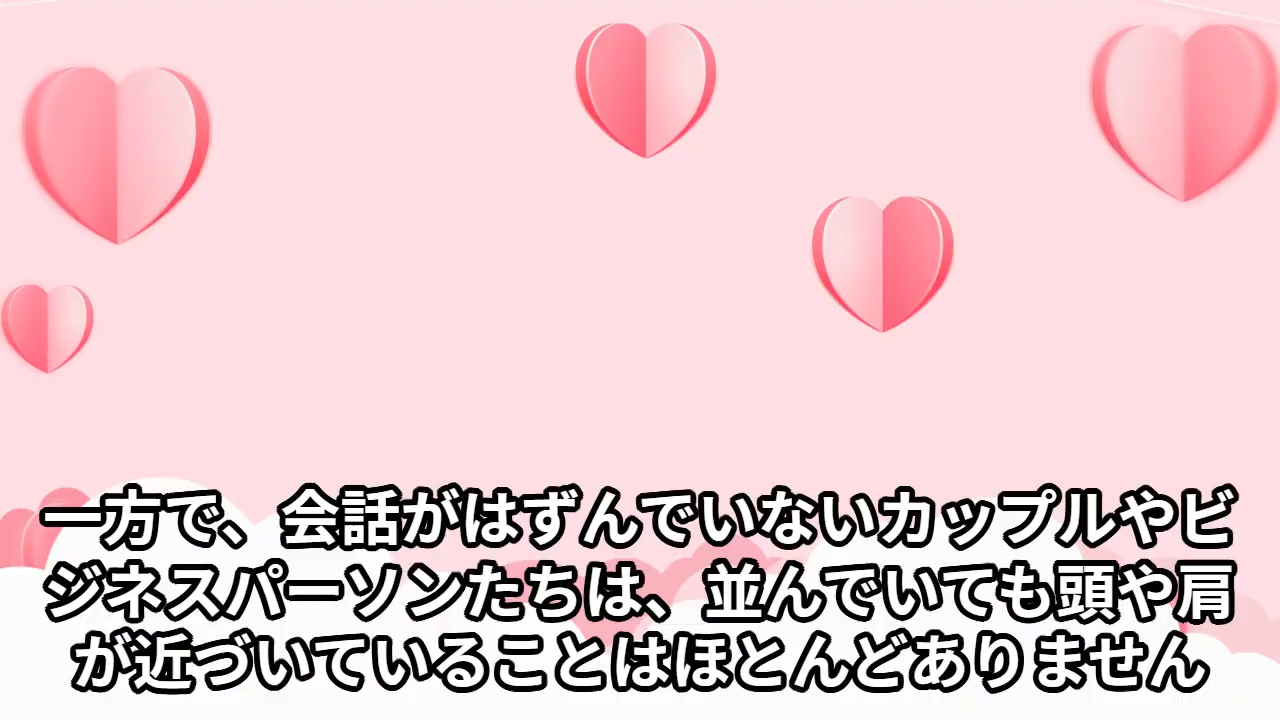 一方で、会話がはずんでいないカップルやビ
ジネスパーソンたちは、並んでいても頭や肩
が近づいていることはほとんどありません